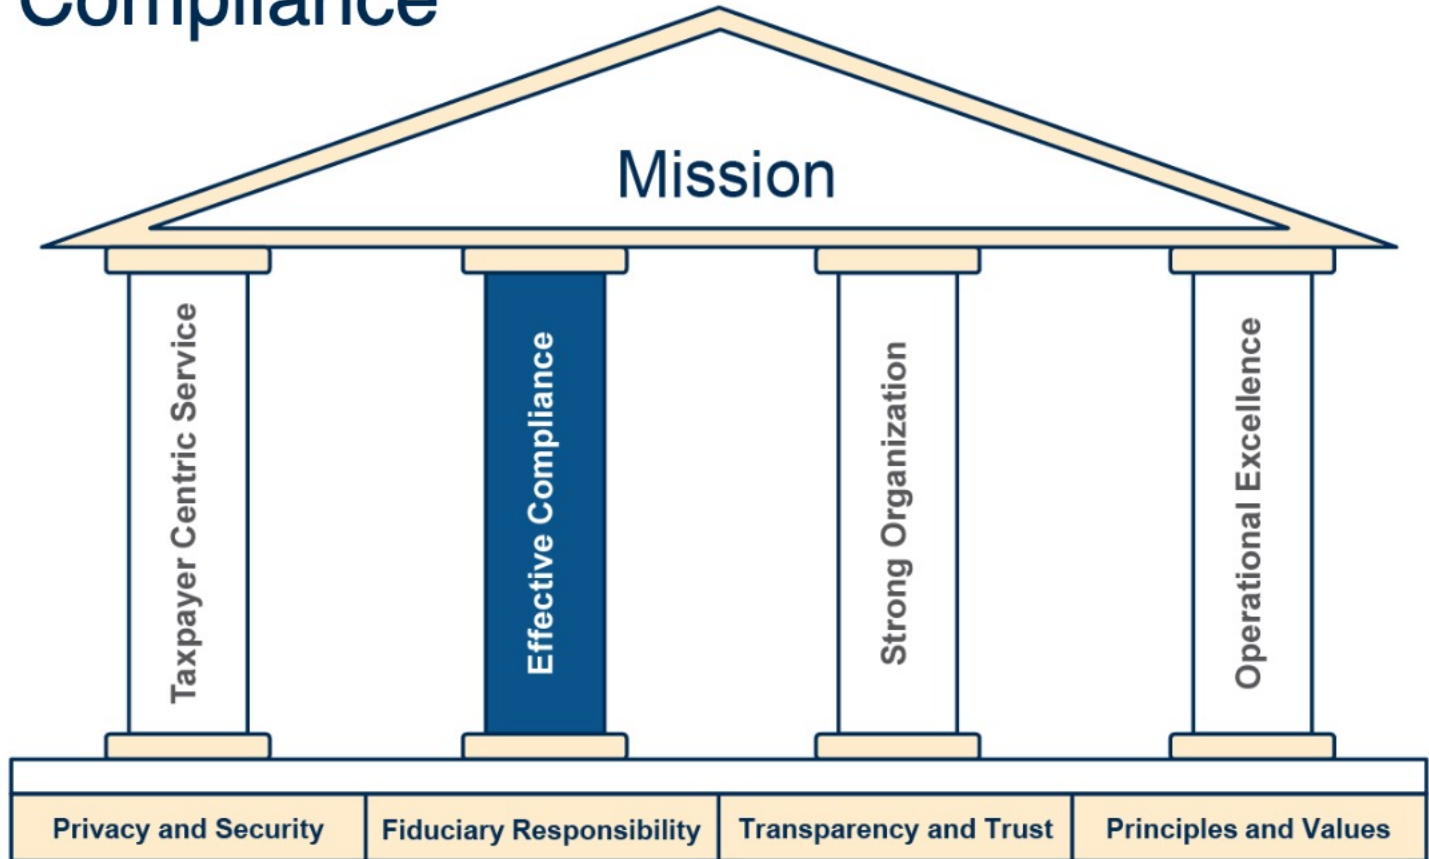 Compliance
Mission
Taxpayer Centric Service
Effective Compliance
Strong Organization
Operational Excellence
Privacy and Security
Fiduciary Responsibility
Transparency and Trust
Principles and Values